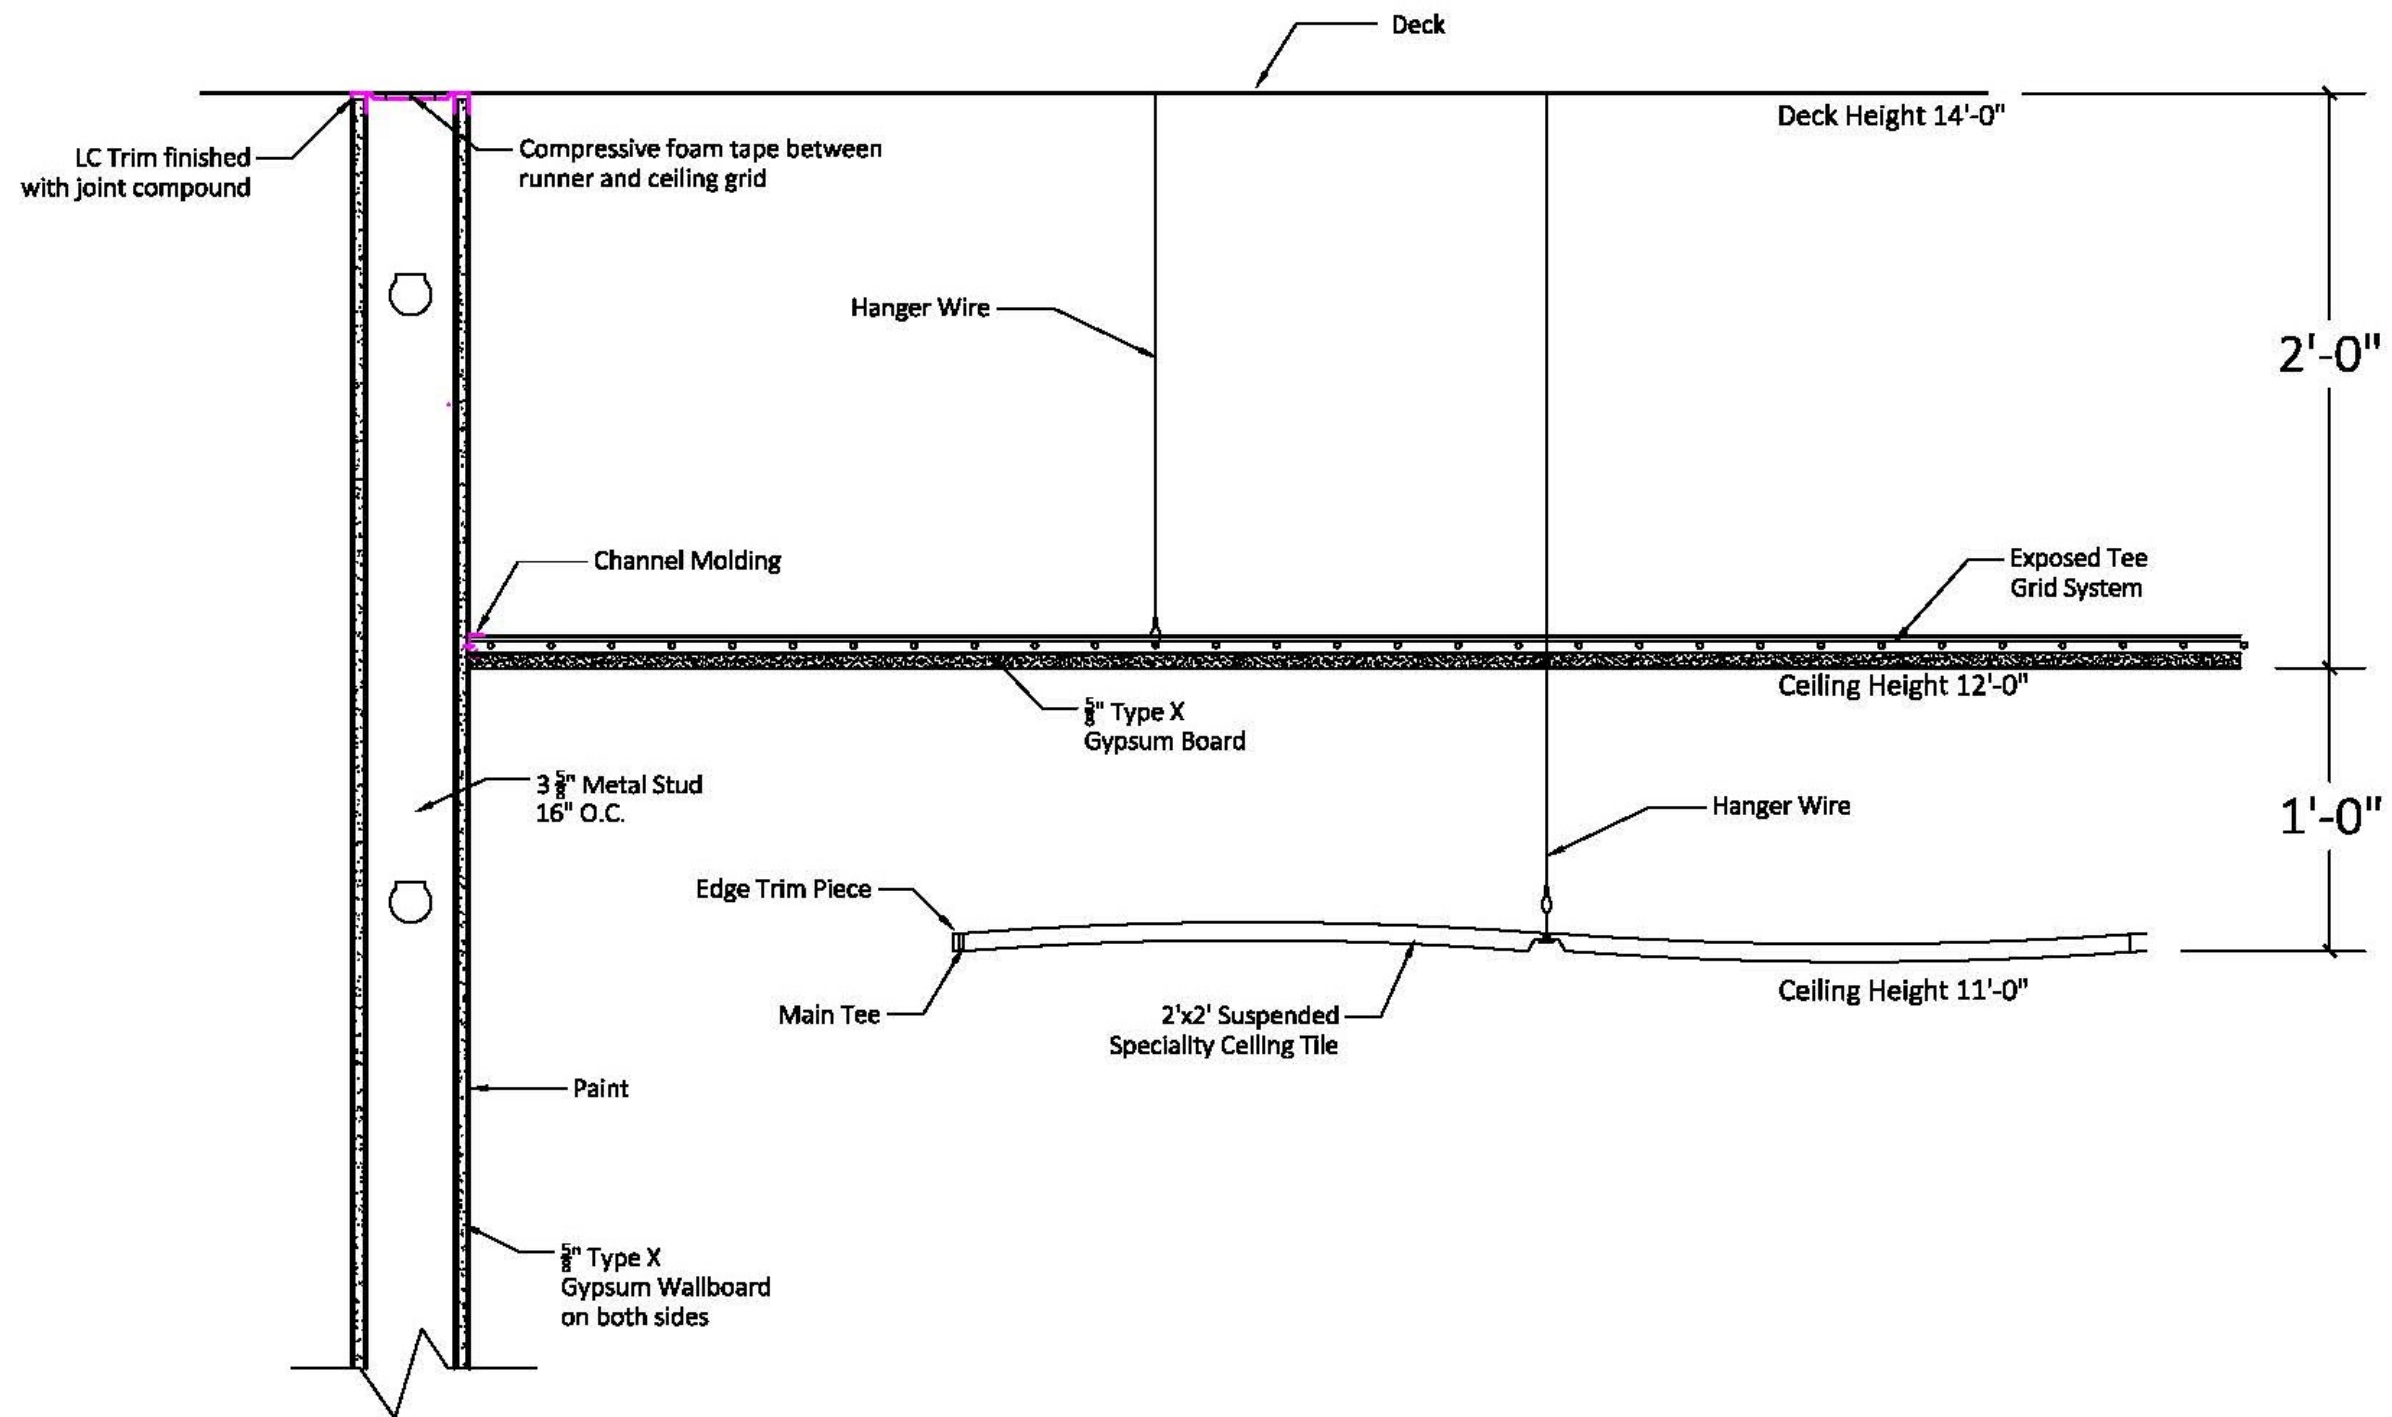 Deck
Deck Height 14'-0"
LC Trim finished
with joint compound
Compressive foam tape between
runner and ceiling grid
Hanger Wire
2'-0"
Channel Molding
Exposed Tee
Grid System
Ceiling Height 12'-0"
5/8" Type X
Gypsum Board
3 5/8" Metal Stud
16" O.C.
Hanger Wire
1'-0"
Edge Trim Piece
Ceiling Height 11'-0"
Main Tee
2'x2' Suspended
Speciality Ceiling Tile
Paint
5/8" Type X
Gypsum Wallboard
on both sides